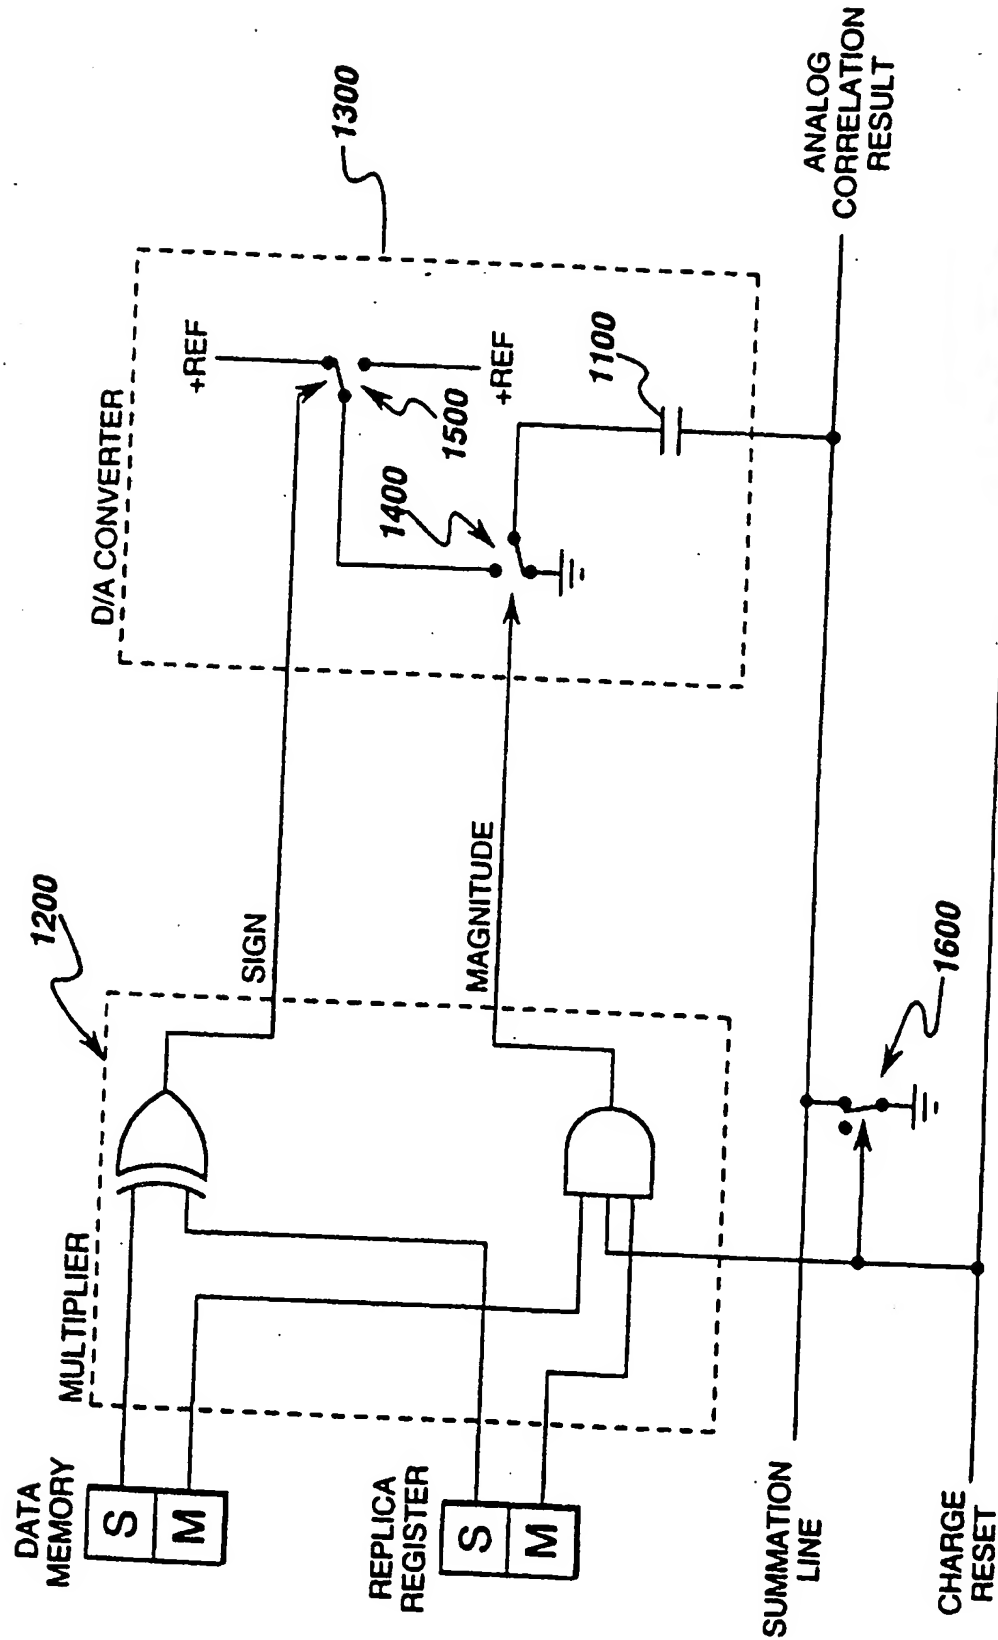 DATA
MEMORY
S
M
REPLICA
REGISTER
S
M
MULTIPLIER
1200
SIGN
MAGNITUDE
D/A CONVERTER
1300
+REF
1500
+REF
1400
1100
SUMMATION
LINE
CHARGE
RESET
1600
ANALOG
CORRELATION
RESULT